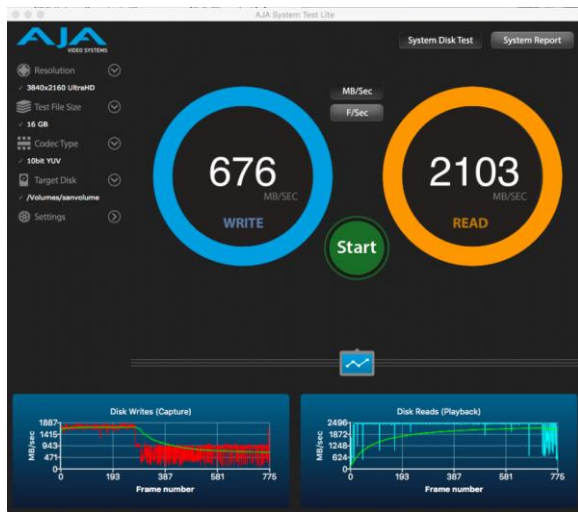 AJA System Test Lite
AJA
VIDEO SYSTEMS
System Disk Test
System Report
Resolution
✓ 3840x2160 UltraHD
Test File Size
✓ 16 GB
Codec Type
✓ 10bit YUV
Target Disk
✓ /Volumes/sanvolume
Settings
MB/Sec
F/Sec
676
MB/SEC
WRITE
2103
MB/SEC
READ
Start
Disk Writes (Capture)
MB/sec
1887
1415
943
471
0
0 193 387 581 775
Frame number
Disk Reads (Playback)
MB/sec
2496
1872
1248
624
0
0 193 387 581 775
Frame number